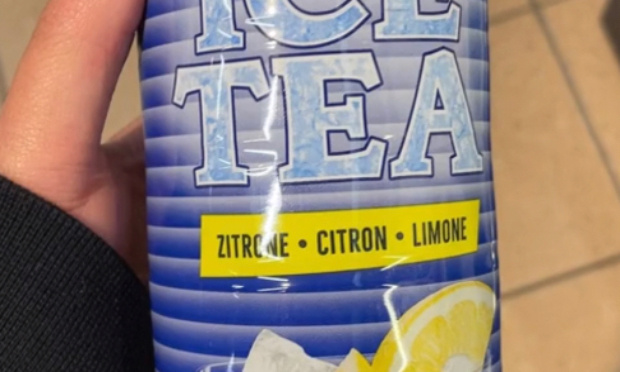 ICE
TEA
ZITRONE • CITRON • LIMONE